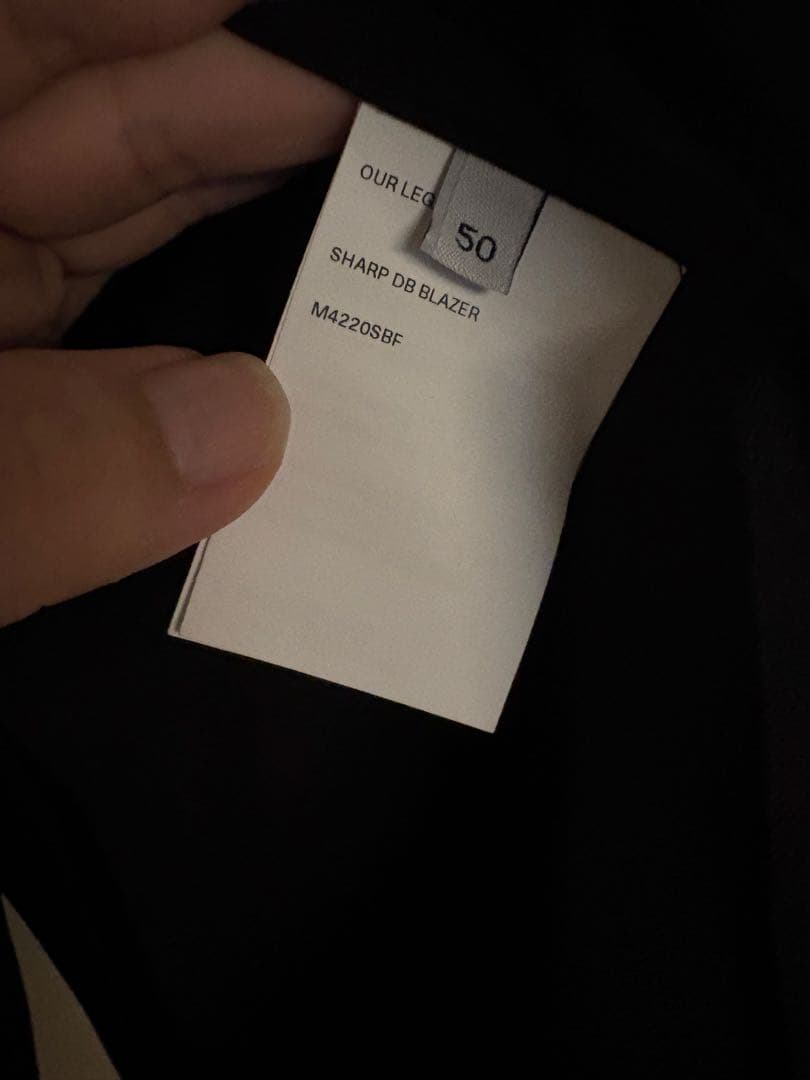 OUR LEG
50
SHARP DB BLAZER
M4220SBF